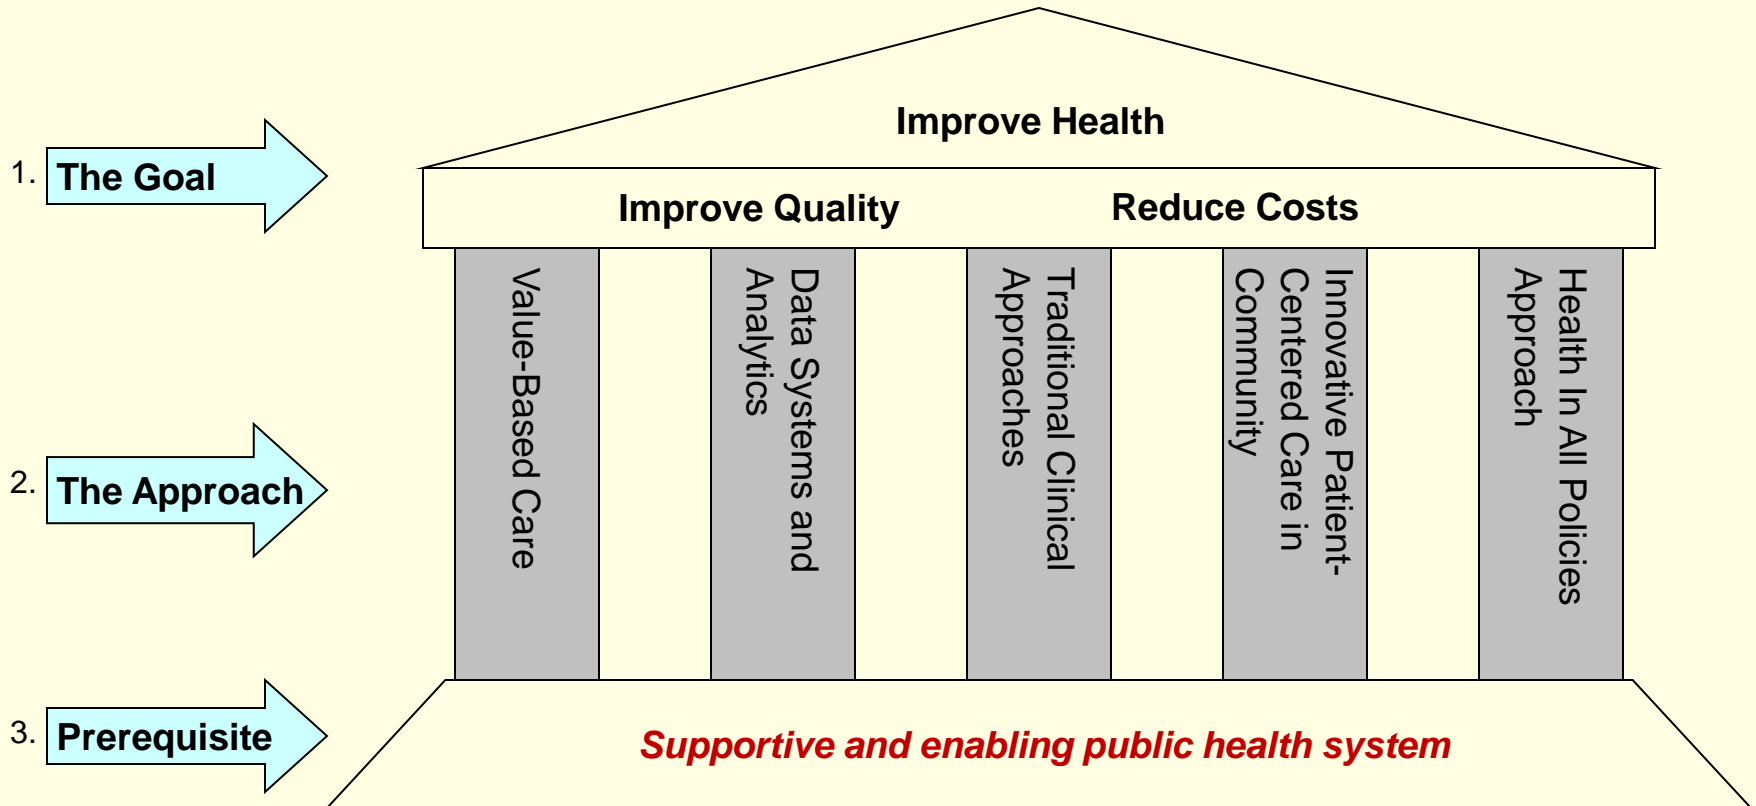 Improve Health
1. The Goal
Improve Quality
Reduce Costs
Value-Based Care
Data Systems and
Analytics
Traditional Clinical
Approaches
Innovative Patient-
Centered Care in
Community
Health In All Policies
Approach
2. The Approach
3. Prerequisite
Supportive and enabling public health system